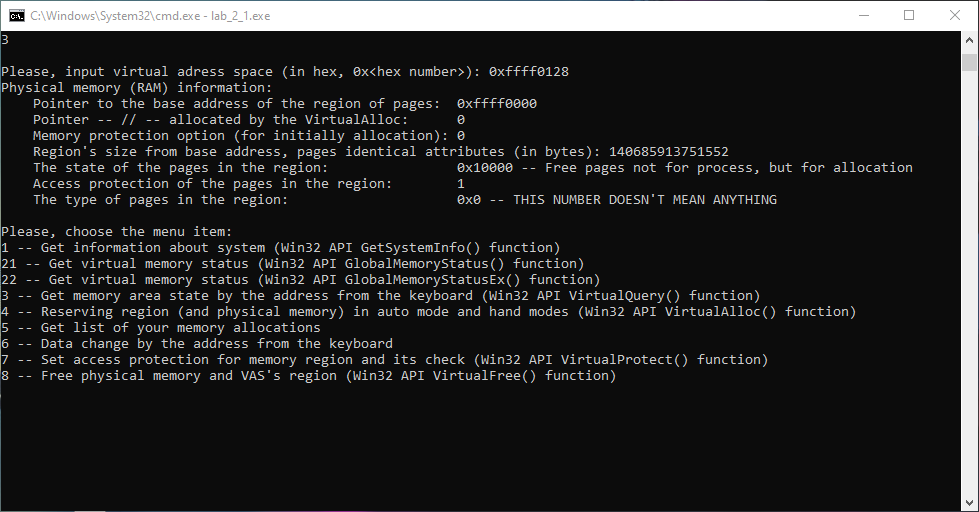 C:\Windows\System32\cmd.exe - lab_2_1.exe
3
Please, input virtual adress space (in hex, 0x<hex number>): 0xffff0128
Physical memory (RAM) information:
Pointer to the base address of the region of pages: 0xffff0000
Pointer -- // -- allocated by the VirtualAlloc: 0
Memory protection option (for initially allocation): 0
Region's size from base address, pages identical attributes (in bytes): 140685913751552
The state of the pages in the region: 0x10000 -- Free pages not for process, but for allocation
Access protection of the pages in the region: 1
The type of pages in the region: 0x0 -- THIS NUMBER DOESN'T MEAN ANYTHING
Please, choose the menu item:
1 -- Get information about system (Win32 API GetSystemInfo() function)
21 -- Get virtual memory status (Win32 API GlobalMemoryStatus() function)
22 -- Get virtual memory status (Win32 API GlobalMemoryStatusEx() function)
3 -- Get memory area state by the address from the keyboard (Win32 API VirtualQuery() function)
4 -- Reserving region (and physical memory) in auto mode and hand modes (Win32 API VirtualAlloc() function)
5 -- Get list of your memory allocations
6 -- Data change by the address from the keyboard
7 -- Set access protection for memory region and its check (Win32 API VirtualProtect() function)
8 -- Free physical memory and VAS's region (Win32 API VirtualFree() function)